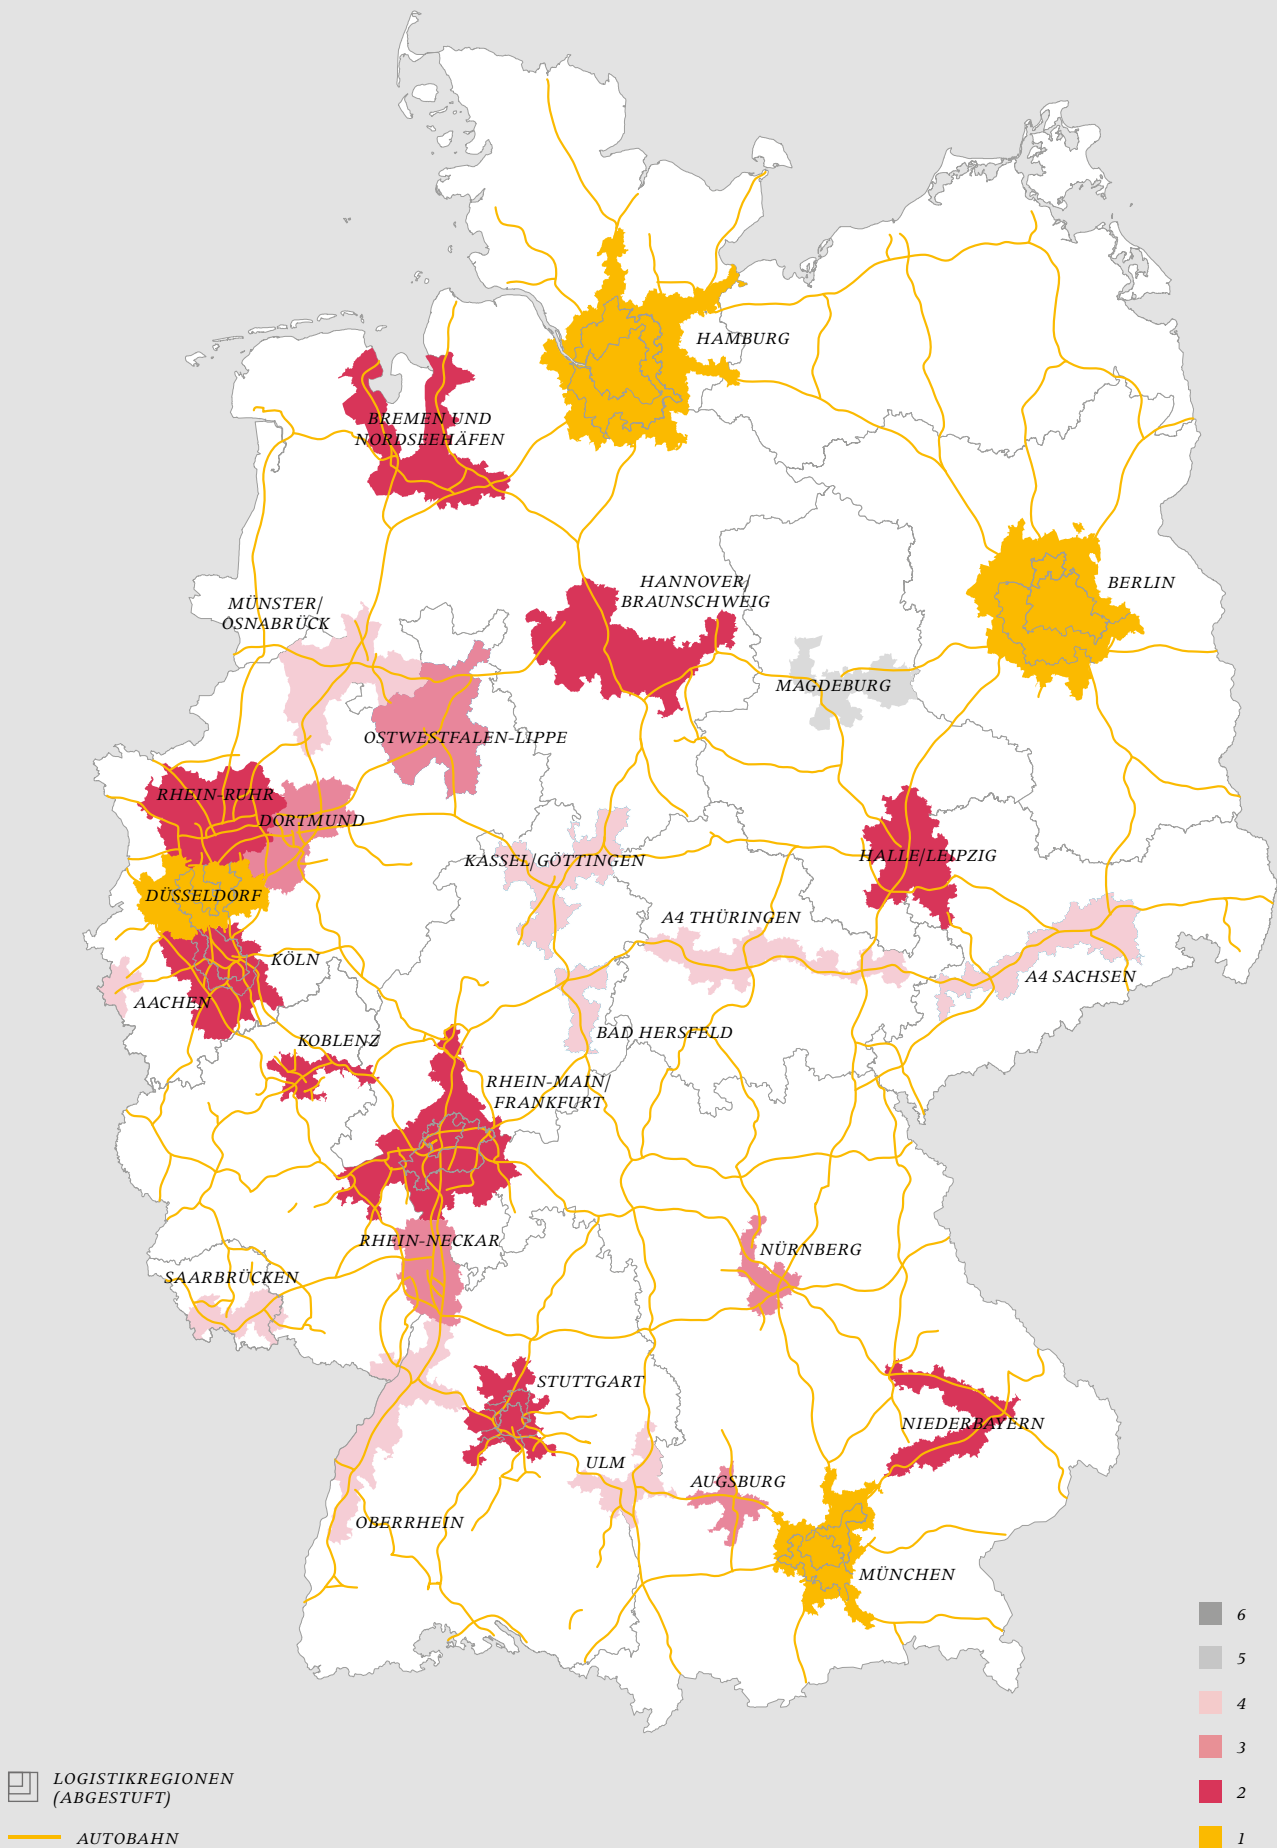 HAMBURG
BREMEN UND
NORDSEEHÄFEN
HANNOVER/
BRAUNSCHWEIG
BERLIN
MÜNSTER/
OSNABRÜCK
MAGDEBURG
OSTWESTFALEN-LIPPE
RHEIN-RUHR
DORTMUND
KASSEL/GÖTTINGEN
HALLE/LEIPZIG
DÜSSELDORF
A4 THÜRINGEN
KÖLN
A4 SACHSEN
AACHEN
BAD HERSFELD
KOBLENZ
RHEIN-MAIN/
FRANKFURT
RHEIN-NECKAR
NÜRNBERG
SAARBRÜCKEN
STUTTGART
NIEDERBAYERN
ULM
AUGSBURG
OBERRHEIN
MÜNCHEN
6
5
4
3
2
1
LOGISTIKREGIONEN
(ABGESTUFT)
AUTOBAHN